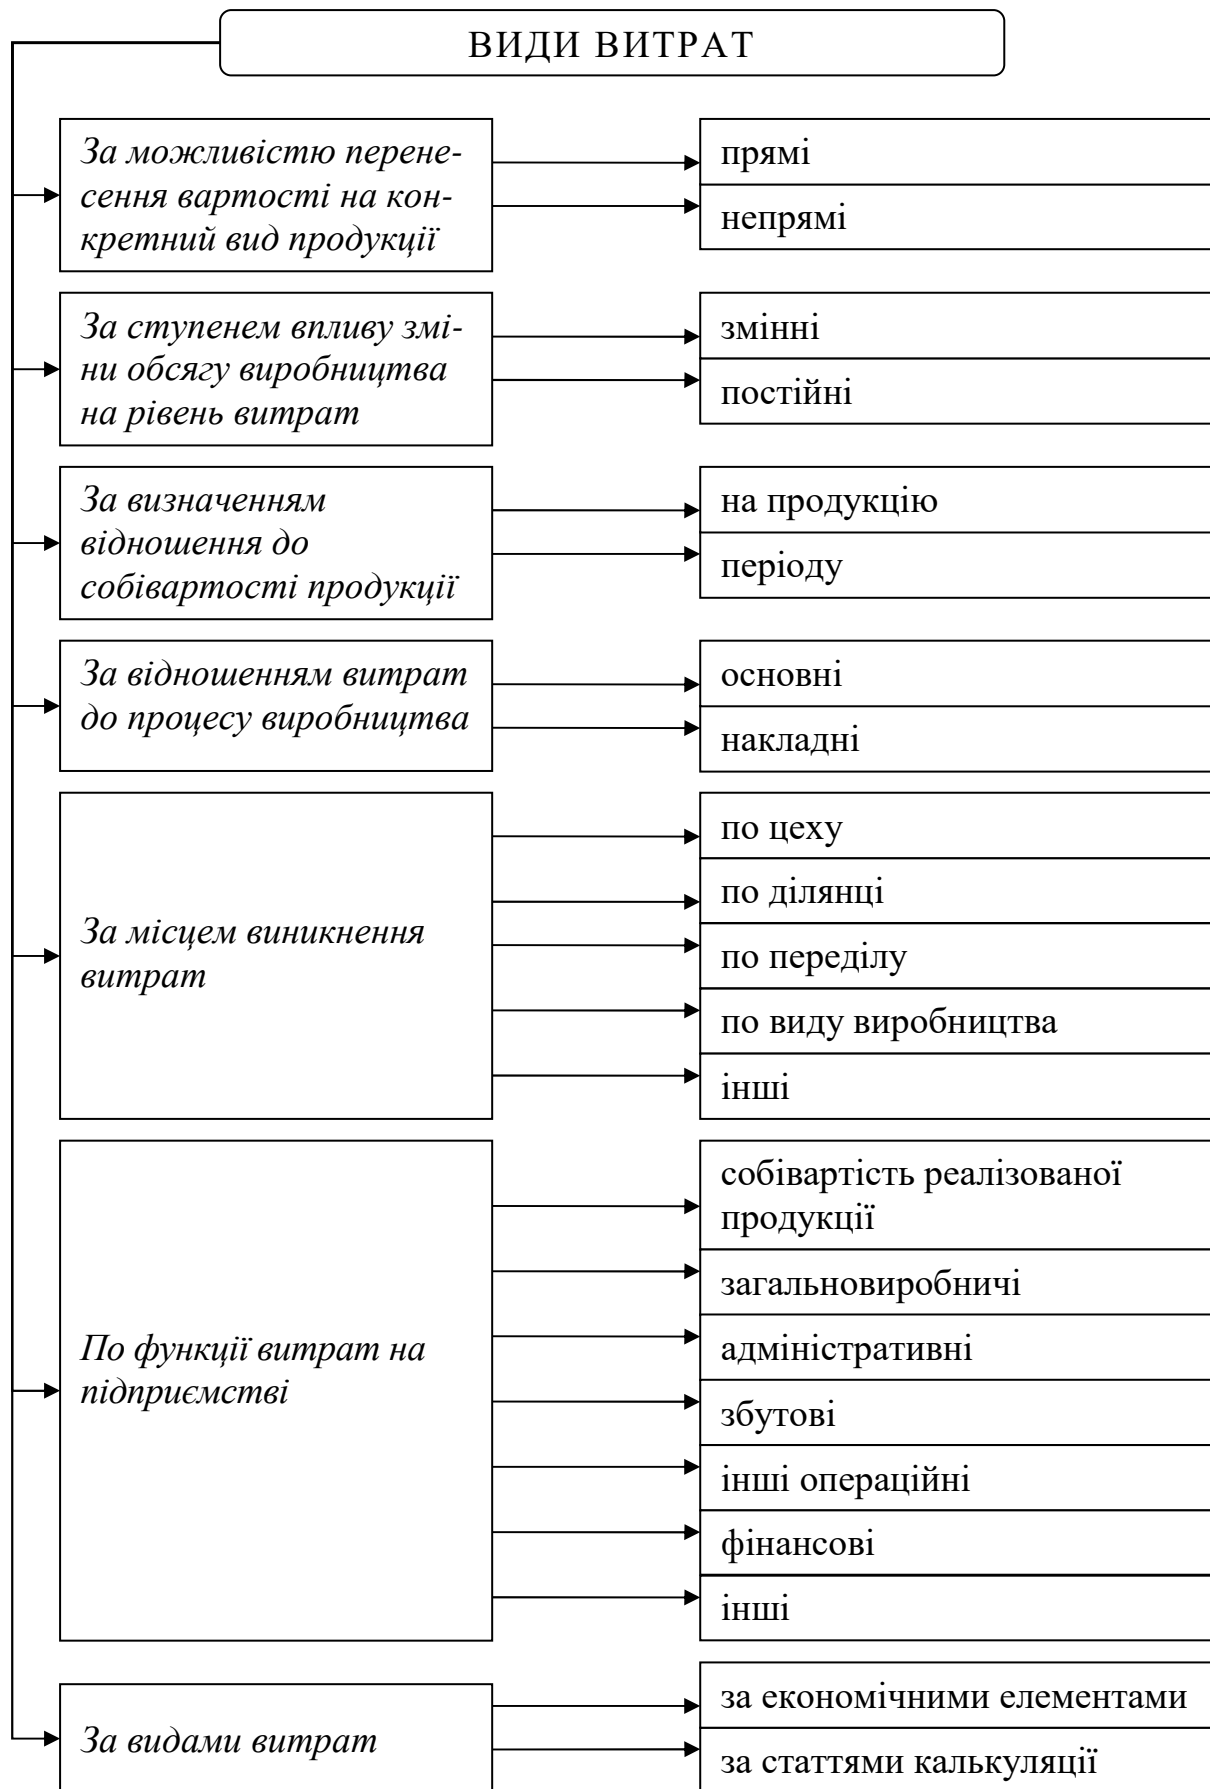 ВИДИ ВИТРАТ
За можливістю перене-
сення вартості на кон-
кретний вид продукції
прямі
непрямі
За ступенем впливу змі-
ни обсягу виробництва
на рівень витрат
змінні
постійні
За визначенням
відношення до
собівартості продукції
на продукцію
періоду
За відношенням витрат
до процесу виробництва
основні
накладні
За місцем виникнення
витрат
по цеху
по ділянці
по переділу
по виду виробництва
інші
По функції витрат на
підприємстві
собівартість реалізованої
продукції
загальновиробничі
адміністративні
збутові
інші операційні
фінансові
інші
За видами витрат
за економічними елементами
за статтями калькуляції